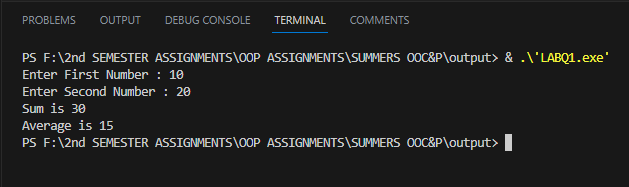 PROBLEMS OUTPUT DEBUG CONSOLE TERMINAL COMMENTS
PS F:\2nd SEMESTER ASSIGNMENTS\OOP ASSIGNMENTS\SUMMERS OOC&P\output> & .\'LABQ1.exe'
Enter First Number : 10
Enter Second Number : 20
Sum is 30
Average is 15
PS F:\2nd SEMESTER ASSIGNMENTS\OOP ASSIGNMENTS\SUMMERS OOC&P\output>